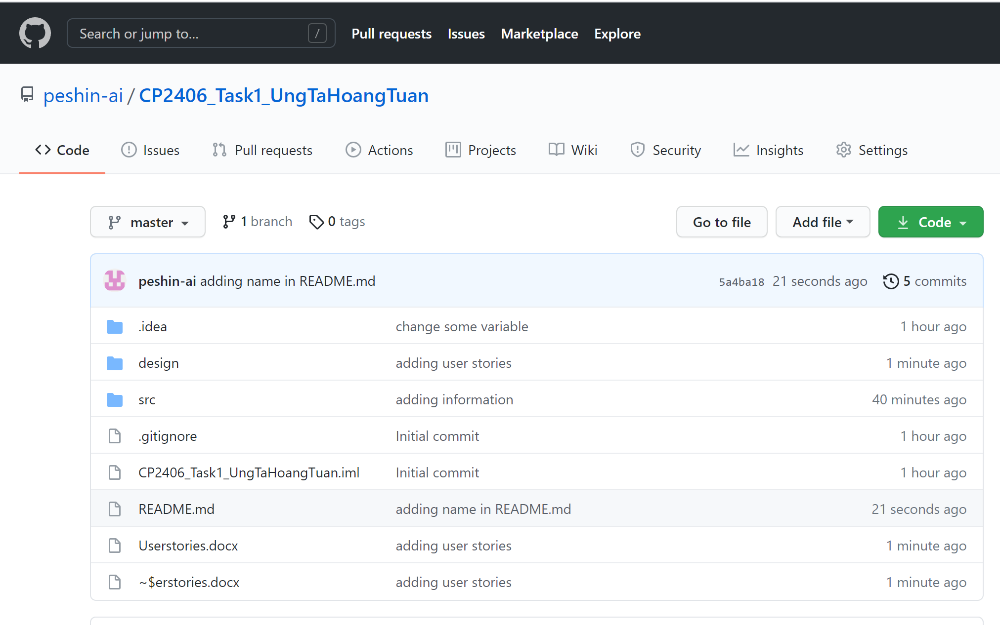 Search or jump to... / Pull requests Issues Marketplace Explore
peshin-ai / CP2406_Task1_UngTaHoangTuan
Code Issues Pull requests Actions Projects Wiki Security Insights Settings
master 1 branch 0 tags Go to file Add file Code
peshin-ai adding name in README.md 5a4ba18 21 seconds ago 5 commits
.idea change some variable 1 hour ago
design adding user stories 1 minute ago
src adding information 40 minutes ago
.gitignore Initial commit 1 hour ago
CP2406_Task1_UngTaHoangTuan.iml Initial commit 1 hour ago
README.md adding name in README.md 21 seconds ago
Userstories.docx adding user stories 1 minute ago
~$erstories.docx adding user stories 1 minute ago